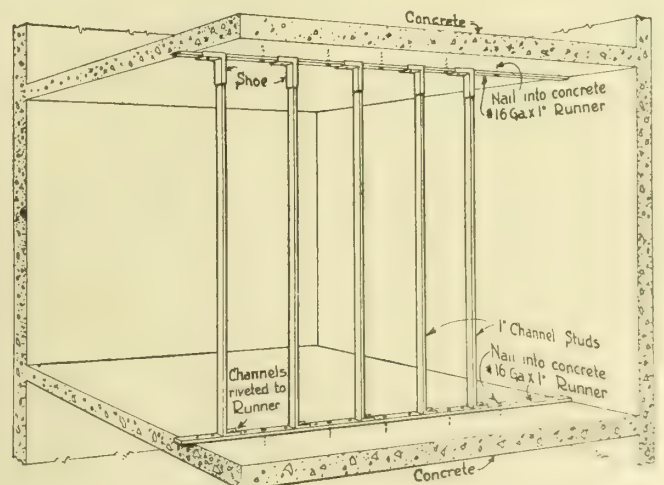 Concrete
Shoe
Nail into concrete
#16 Ga x 1" Runner
1" Channel Studs
Nail into concrete
#16 Ga x 1" Runner
Channels
riveted to
Runner
Concrete